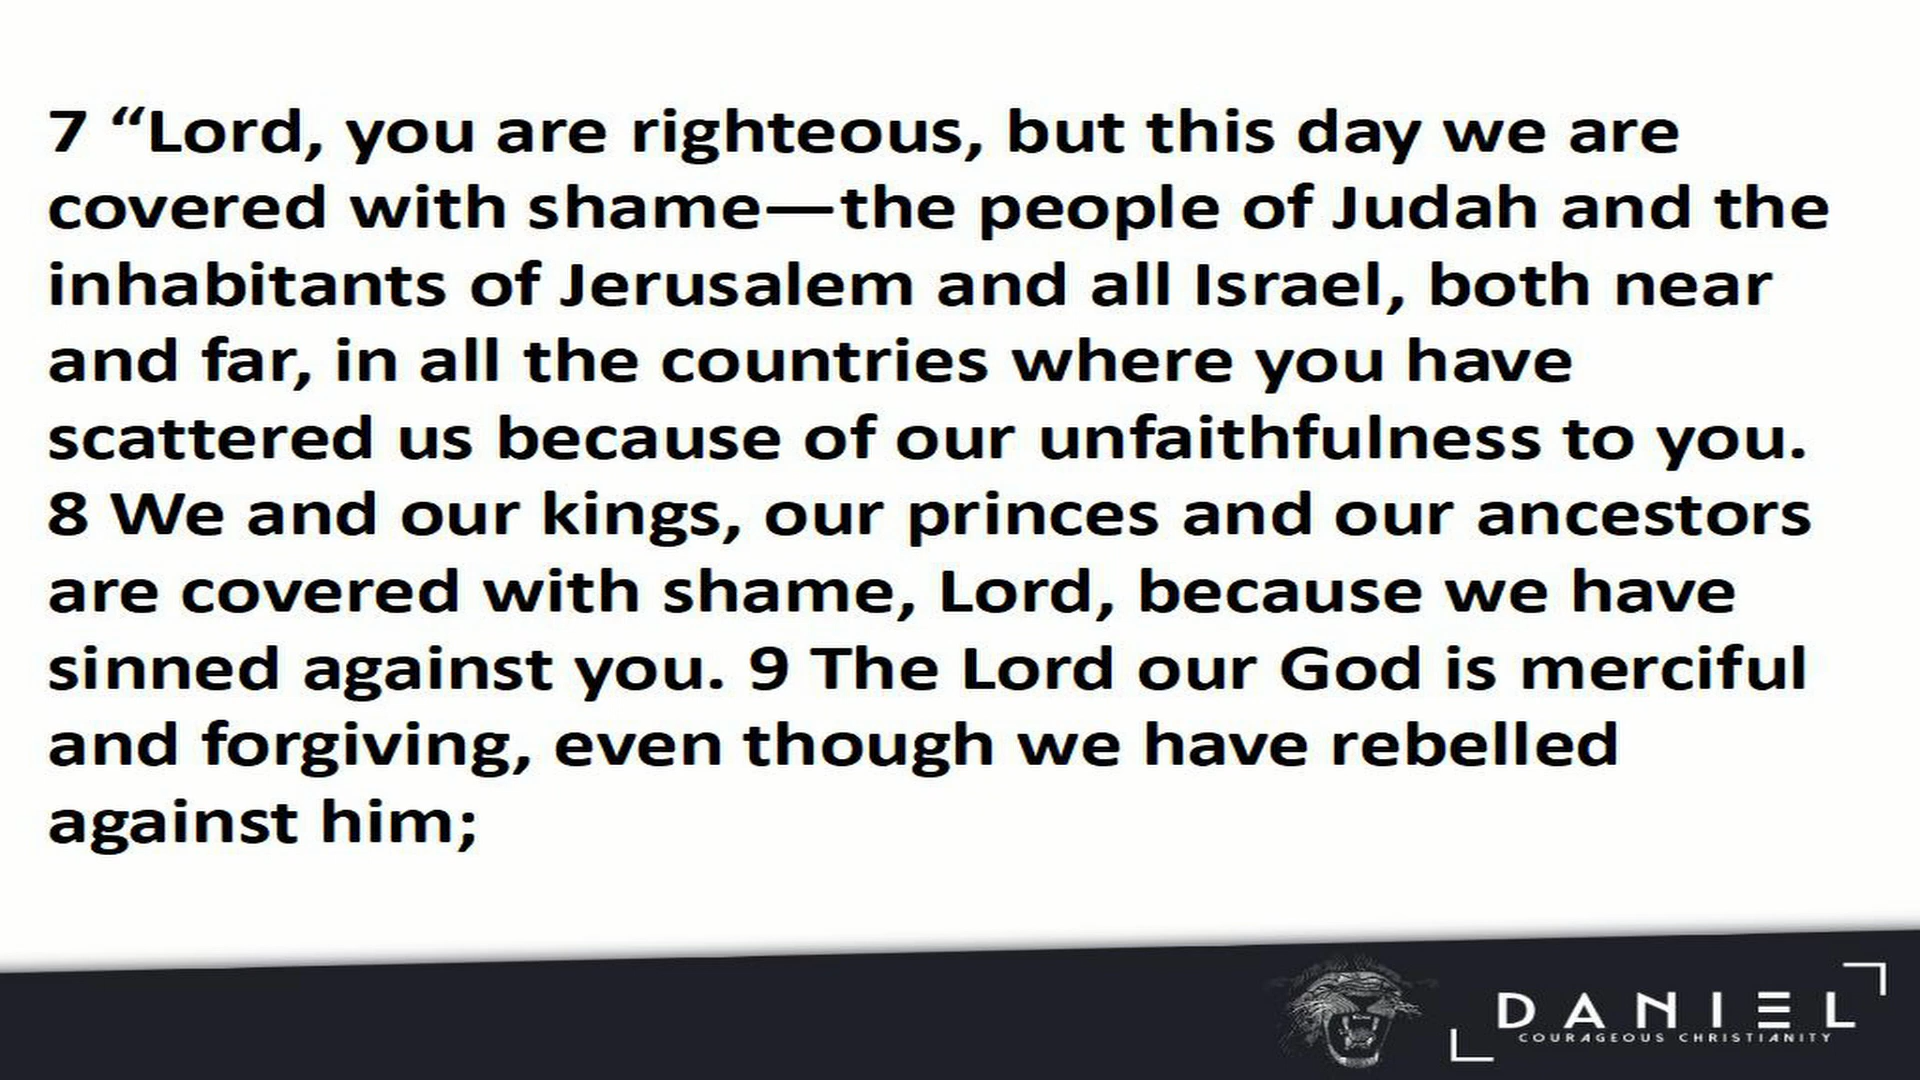 7 “Lord, you are righteous, but this day we are
covered with shame—the people of Judah and the
inhabitants of Jerusalem and all Israel, both near
and far, in all the countries where you have
scattered us because of our unfaithfulness to you.
8 We and our kings, our princes and our ancestors
are covered with shame, Lord, because we have
sinned against you. 9 The Lord our God is merciful
and forgiving, even though we have rebelled
against him;
DANIEL
COURAGEOUS CHRISTIANITY